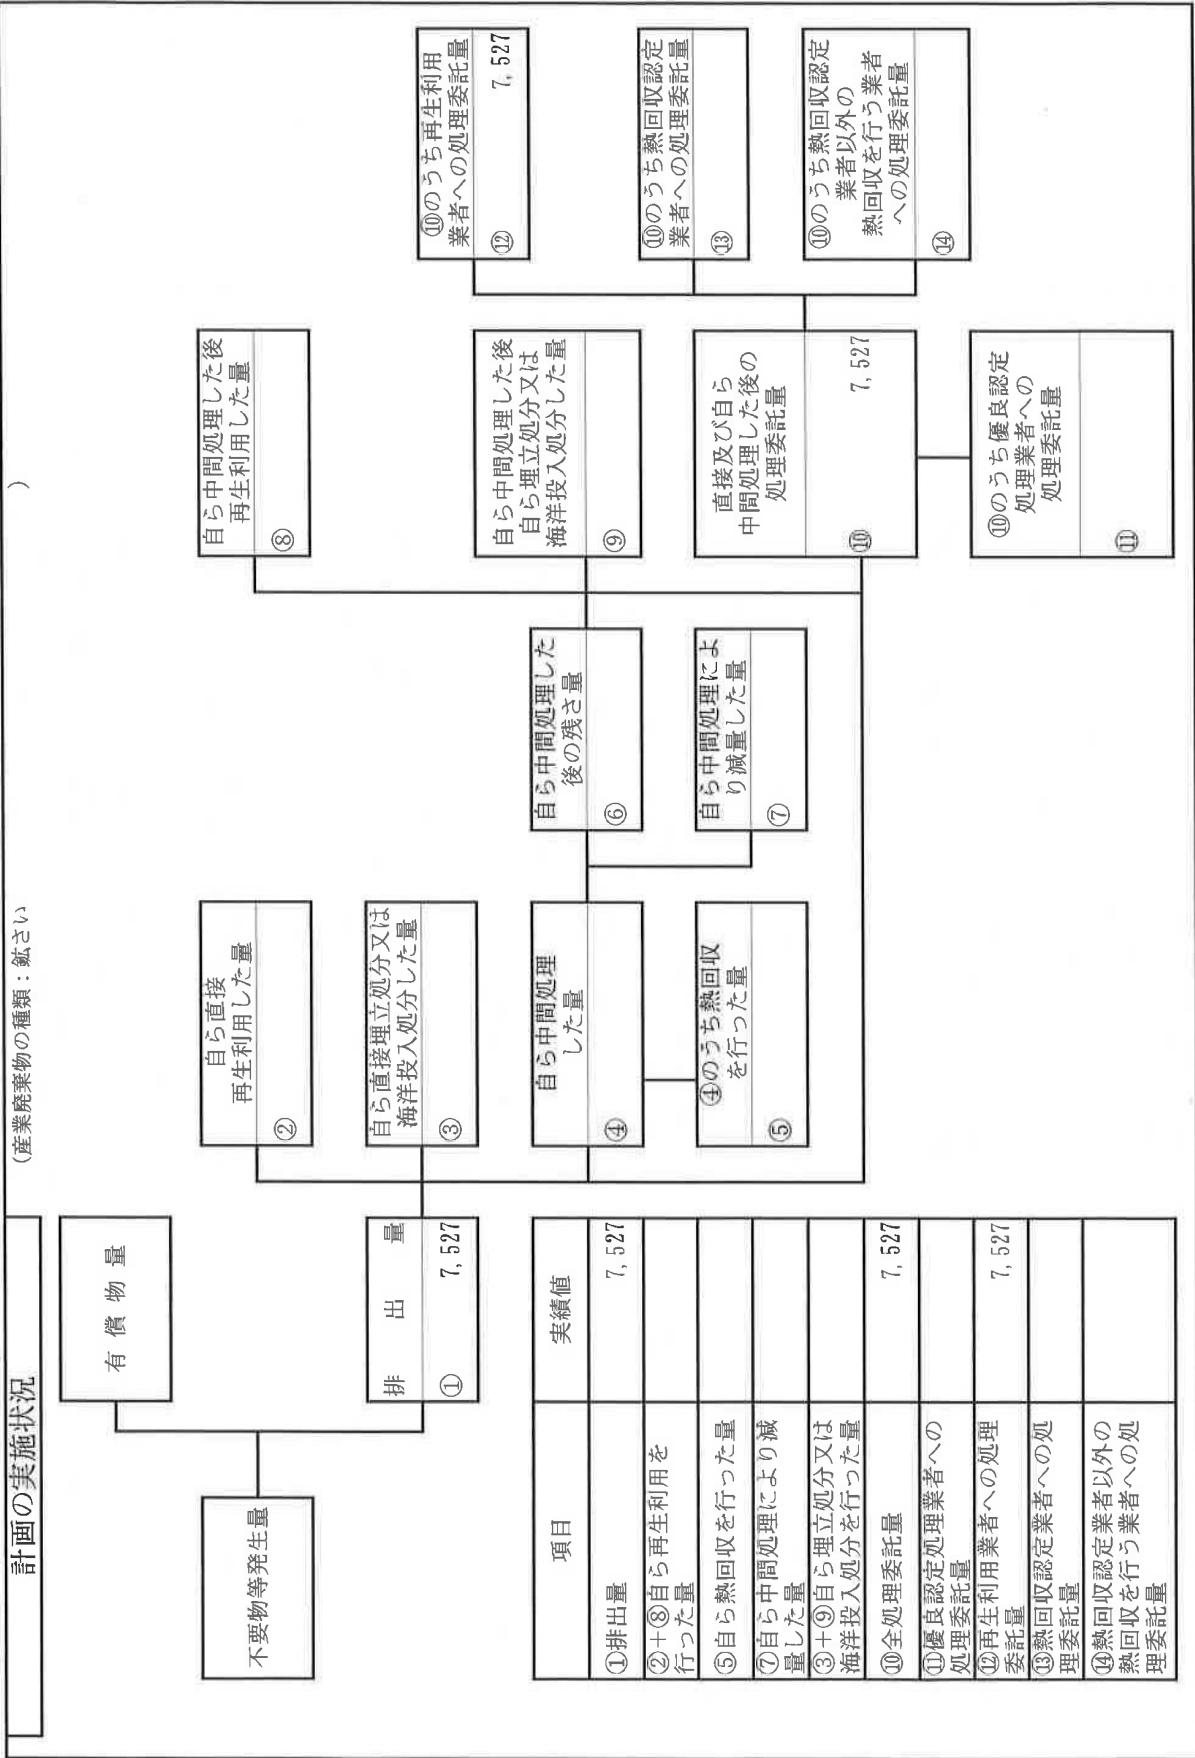 計画の実施状況
(産業廃棄物の種類：鉱さい　　　　　)
不要物等発生量
有 償 物 量
排 出 量
① 7,527
自ら直接
再生利用した量
②
自ら直接埋立処分又は
海洋投入処分した量
③
自ら中間処理
した量
④
④のうち熱回収
を行った量
⑤
自ら中間処理した
後の残さ量
⑥
自ら中間処理によ
り減量した量
⑦
自ら中間処理した後
再生利用した量
⑧
自ら中間処理した後
自ら埋立処分又は
海洋投入処分した量
⑨
直接及び自ら
中間処理した後の
処理委託量
⑩ 7,527
⑩のうち優良認定
処理業者への
処理委託量
⑪
⑩のうち再生利用
業者への処理委託量
⑫ 7,527
⑩のうち熱回収認定
業者への処理委託量
⑬
⑩のうち熱回収認定
業者以外の
熱回収を行う業者
への処理委託量
⑭
項目 実績値
①排出量 7,527
②+⑧自ら再生利用を
行った量
⑤自ら熱回収を行った量
⑦自ら中間処理により減
量した量
③+⑨自ら埋立処分又は
海洋投入処分を行った量
⑩全処理委託量 7,527
⑪優良認定処理業者への
処理委託量
⑫再生利用業者への処理
委託量 7,527
⑬熱回収認定業者への処
理委託量
⑭熱回収認定業者以外の
熱回収を行う業者への処
理委託量